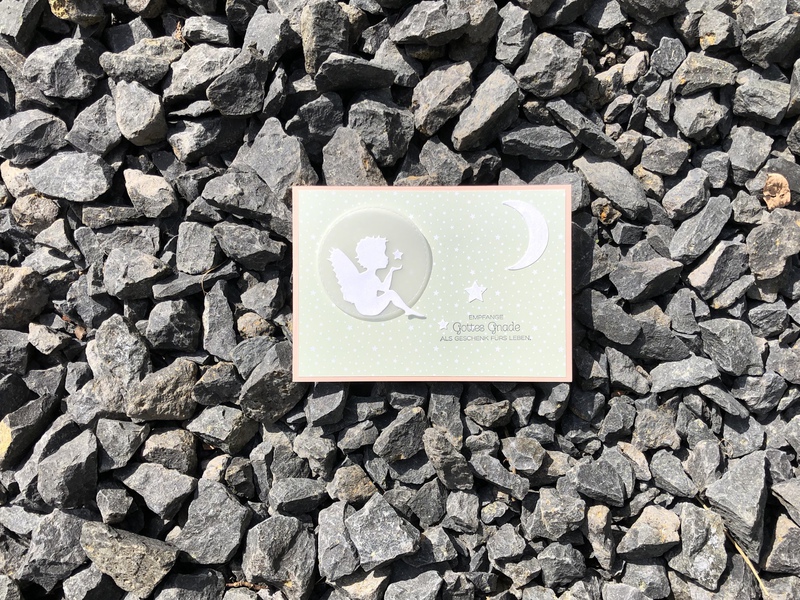 EMPFANGE
Gottes Gnade
ALS GESCHENK FÜRS LEBEN.